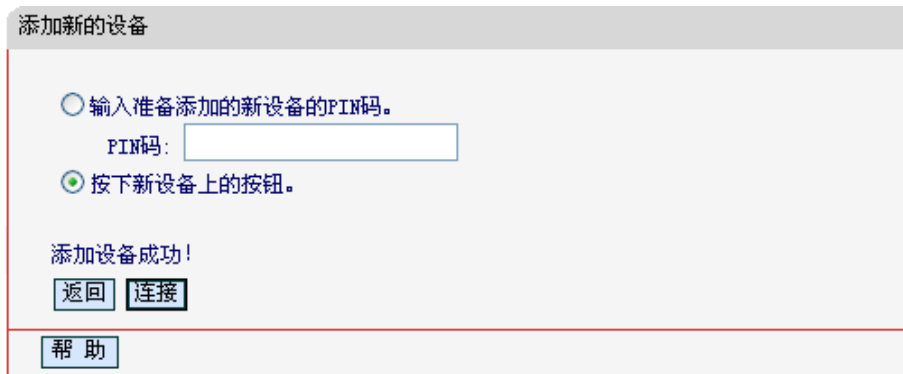 添加新的设备
输入准备添加的新设备的PIN码。
PIN码:
按下新设备上的按钮。
添加设备成功!
返回 连接
帮 助